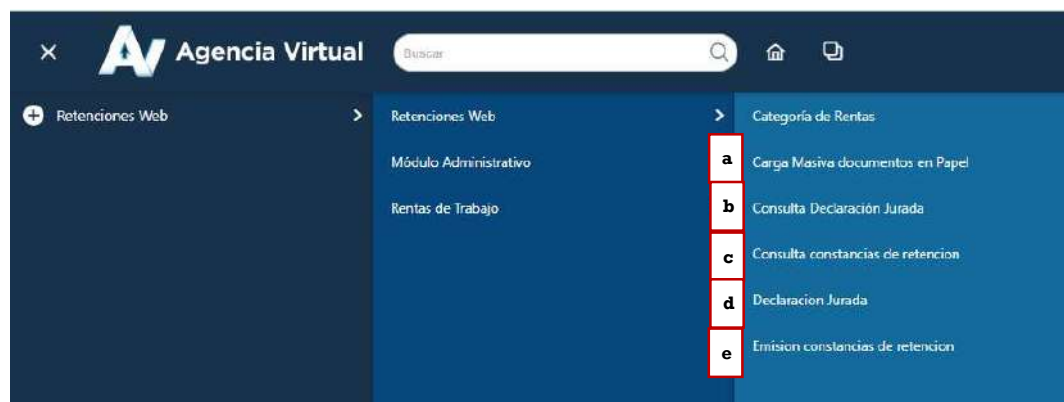 Agencia Virtual
Buscar
Retenciones Web
Retenciones Web
Módulo Administrativo
Rentas de Trabajo
Categoría de Rentas
a Carga Masiva documentos en Papel
b Consulta Declaración Jurada
c Consulta constancias de retencion
d Declaracion Jurada
e Emision constancias de retencion